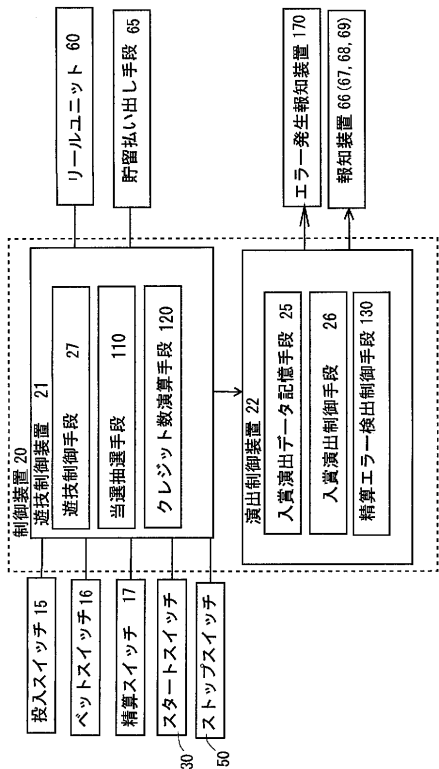 投入スイッチ 15
ベットスイッチ 16
精算スイッチ 17
スタートスイッチ
30
ストップスイッチ
50
制御装置 20
遊技制御装置 21
遊技制御手段 27
当選抽選手段 110
クレジット数演算手段 120
演出制御装置 22
入賞演出データ記憶手段 25
入賞演出制御手段 26
精算エラー検出制御手段 130
リールユニット 60
貯留払い出し手段 65
エラー発生報知装置 170
報知装置 66 (67, 68, 69)